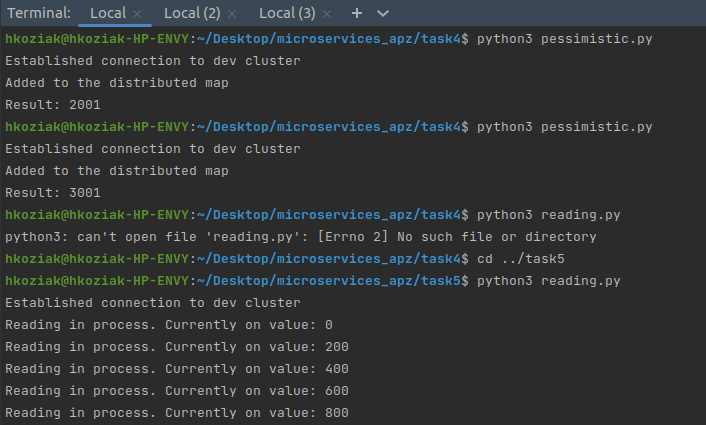 Terminal: Local × Local (2) × Local (3) × +
hkoziak@hkoziak-HP-ENVY:~/Desktop/microservices_apz/task4$ python3 pessimistic.py
Established connection to dev cluster
Added to the distributed map
Result: 2001
hkoziak@hkoziak-HP-ENVY:~/Desktop/microservices_apz/task4$ python3 pessimistic.py
Established connection to dev cluster
Added to the distributed map
Result: 3001
hkoziak@hkoziak-HP-ENVY:~/Desktop/microservices_apz/task4$ python3 reading.py
python3: can't open file 'reading.py': [Errno 2] No such file or directory
hkoziak@hkoziak-HP-ENVY:~/Desktop/microservices_apz/task4$ cd ../task5
hkoziak@hkoziak-HP-ENVY:~/Desktop/microservices_apz/task5$ python3 reading.py
Established connection to dev cluster
Reading in process. Currently on value: 0
Reading in process. Currently on value: 200
Reading in process. Currently on value: 400
Reading in process. Currently on value: 600
Reading in process. Currently on value: 800